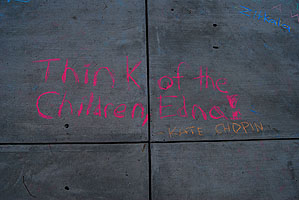 Think of the
Children, Edna!
KATE CHOPIN